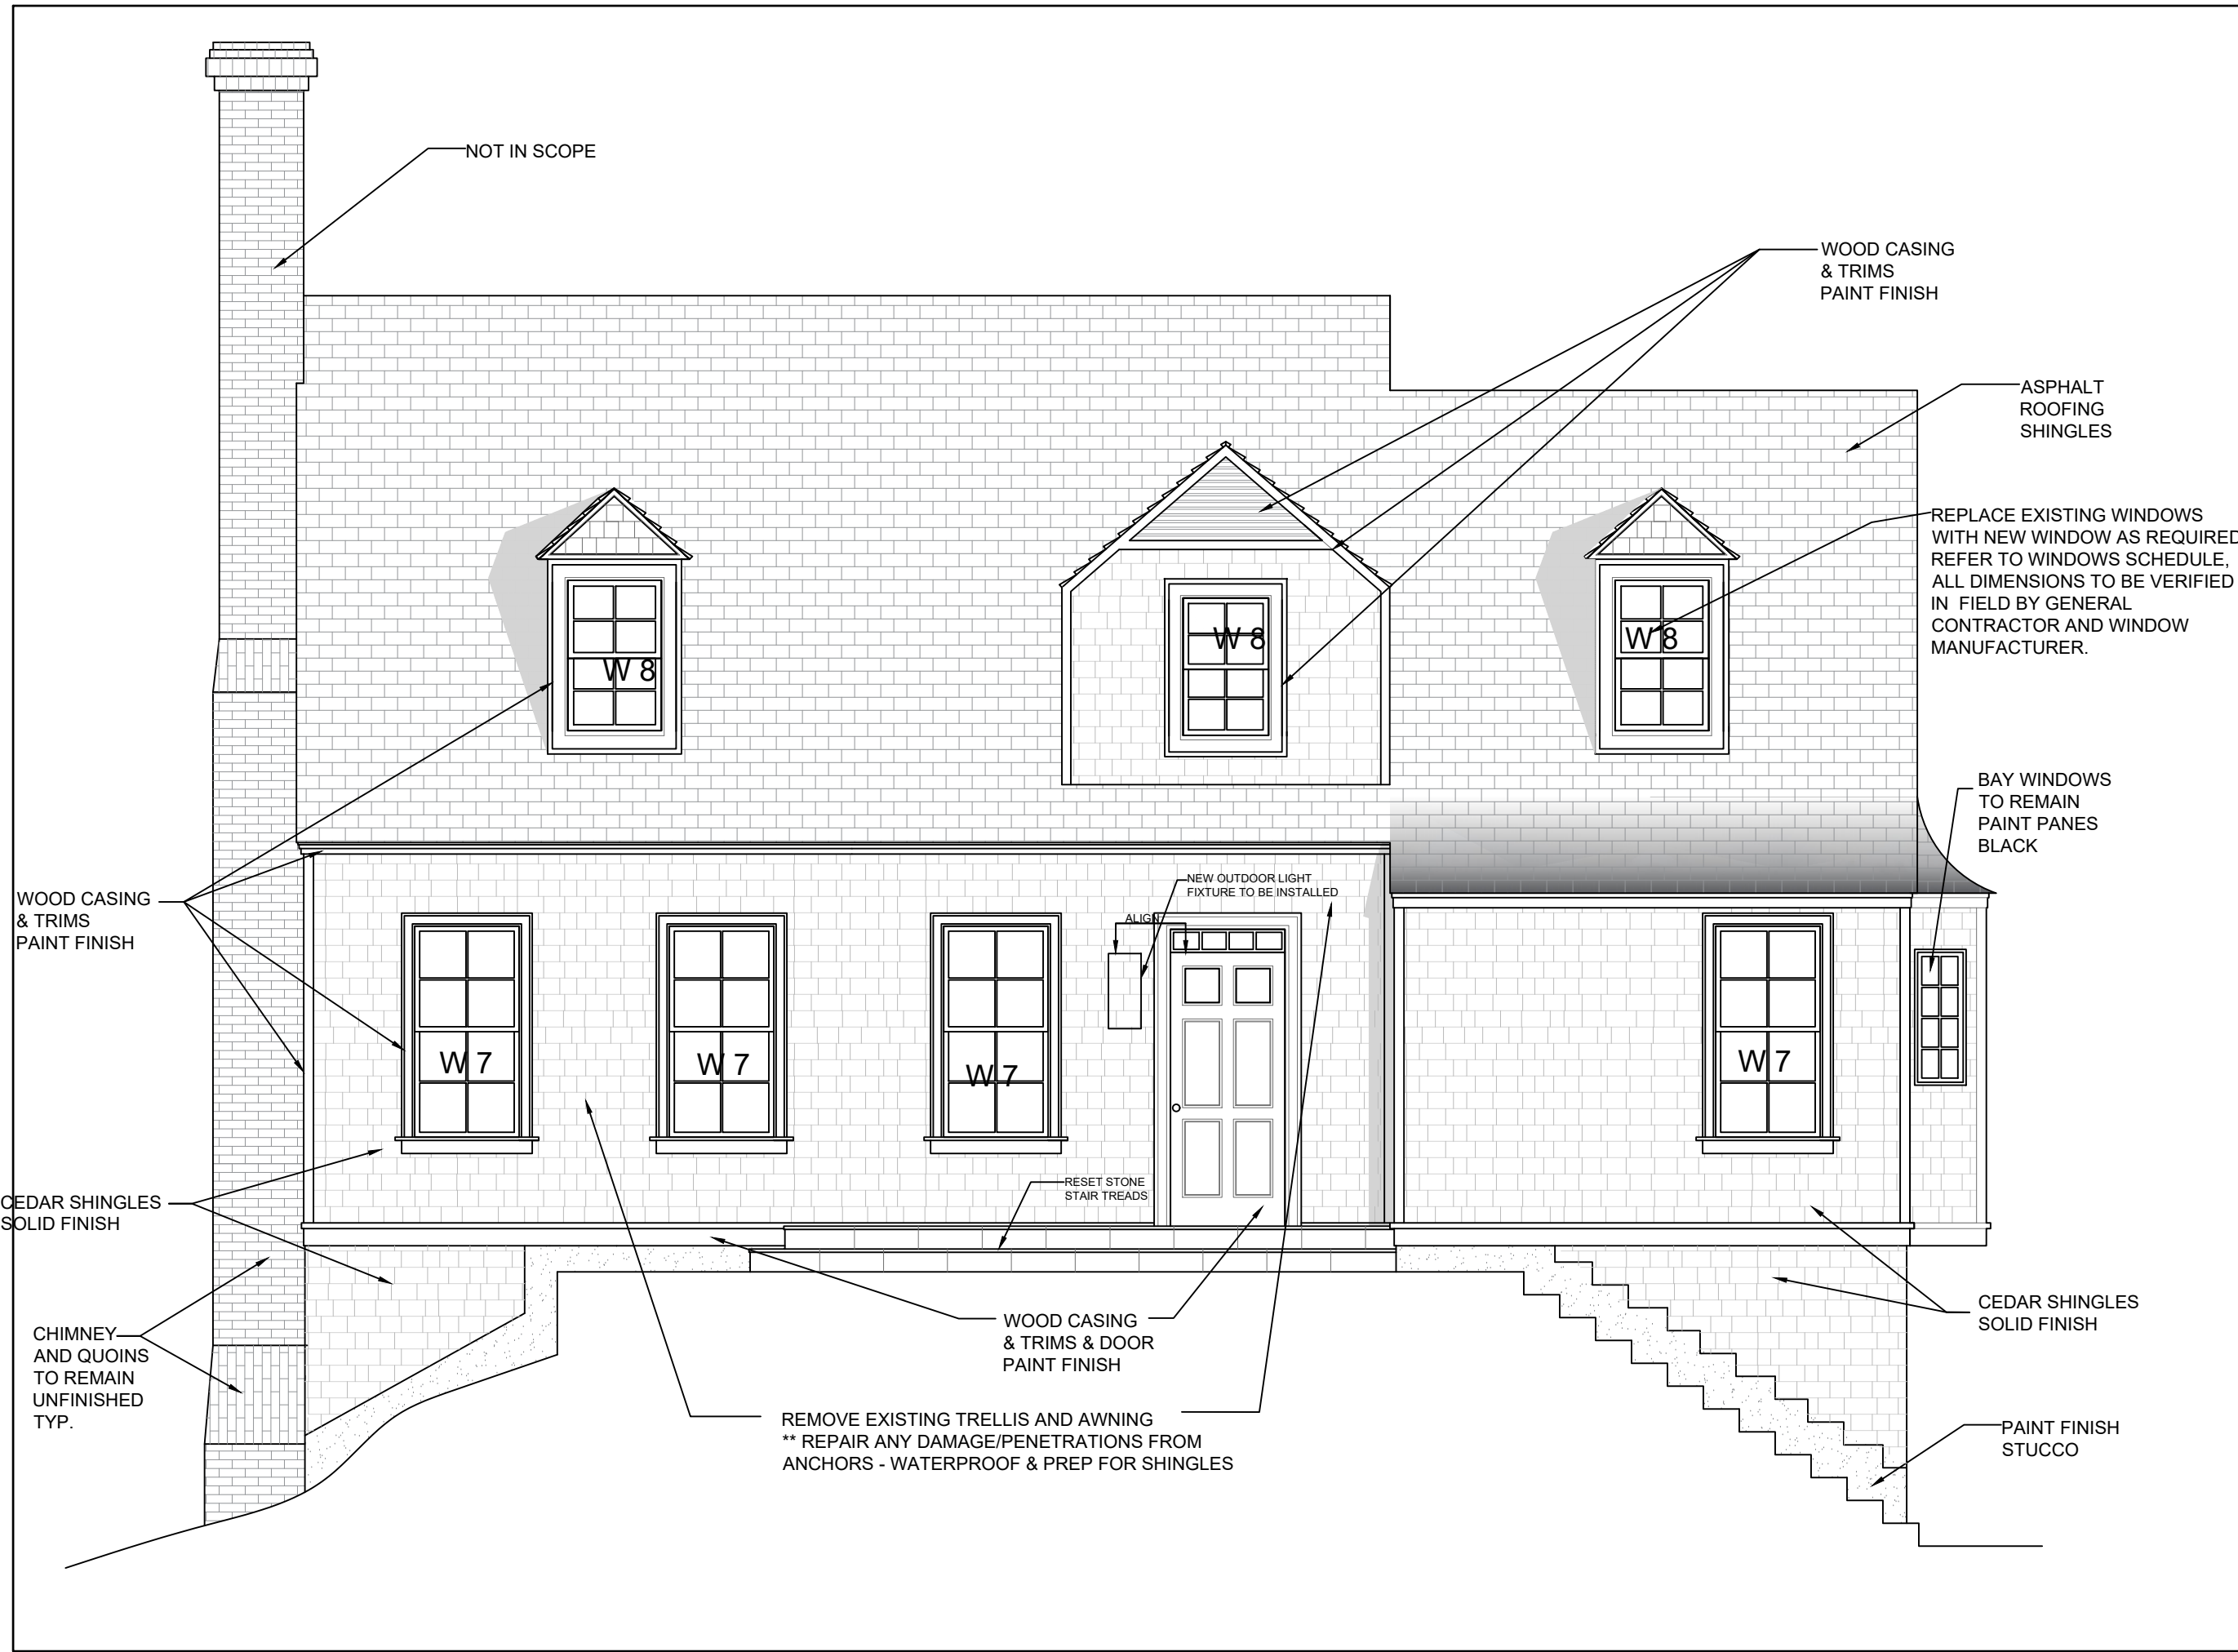 NOT IN SCOPE
WOOD CASING
& TRIMS
PAINT FINISH
ASPHALT
ROOFING
SHINGLES
REPLACE EXISTING WINDOWS
WITH NEW WINDOW AS REQUIRED
REFER TO WINDOWS SCHEDULE,
ALL DIMENSIONS TO BE VERIFIED
IN FIELD BY GENERAL
CONTRACTOR AND WINDOW
MANUFACTURER.
W 8
W 8
W 8
BAY WINDOWS
TO REMAIN
PAINT PANES
BLACK
NEW OUTDOOR LIGHT
FIXTURE TO BE INSTALLED
ALIGN
WOOD CASING
& TRIMS
PAINT FINISH
W 7
W 7
W 7
W 7
RESET STONE
STAIR TREADS
CEDAR SHINGLES
SOLID FINISH
CHIMNEY
AND QUOINS
TO REMAIN
UNFINISHED
TYP.
WOOD CASING
& TRIMS & DOOR
PAINT FINISH
CEDAR SHINGLES
SOLID FINISH
REMOVE EXISTING TRELLIS AND AWNING
** REPAIR ANY DAMAGE/PENETRATIONS FROM
ANCHORS - WATERPROOF & PREP FOR SHINGLES
PAINT FINISH
STUCCO